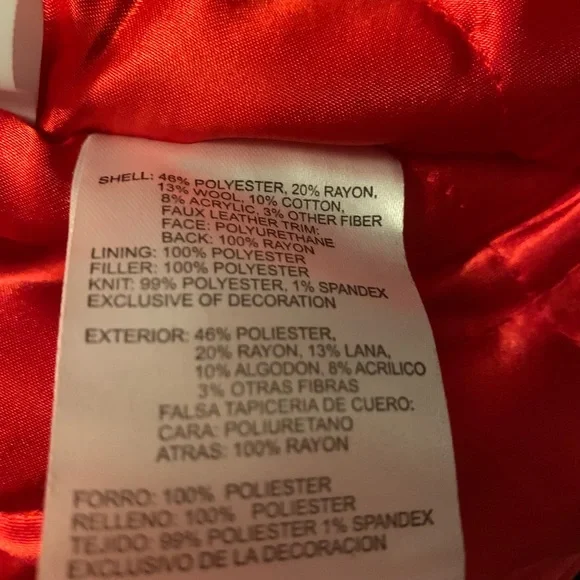 SHELL: 46% POLYESTER, 20% RAYON,
13% WOOL, 10% COTTON,
8% ACRYLIC, 3% OTHER FIBER
FAUX LEATHER TRIM:
FACE: POLYURETHANE
BACK: 100% RAYON
LINING: 100% POLYESTER
FILLER: 100% POLYESTER
KNIT: 99% POLYESTER, 1% SPANDEX
EXCLUSIVE OF DECORATION
EXTERIOR: 46% POLIESTER,
20% RAYON, 13% LANA,
10% ALGODON, 8% ACRILICO
3% OTRAS FIBRAS
FALSA TAPICERIA DE CUERO:
CARA: POLIURETANO
ATRAS: 100% RAYON
FORRO: 100% POLIESTER
RELLENO: 100% POLIESTER
TEJIDO: 99% POLIESTER 1% SPANDEX
EXCLUSIVO DE LA DECORACION